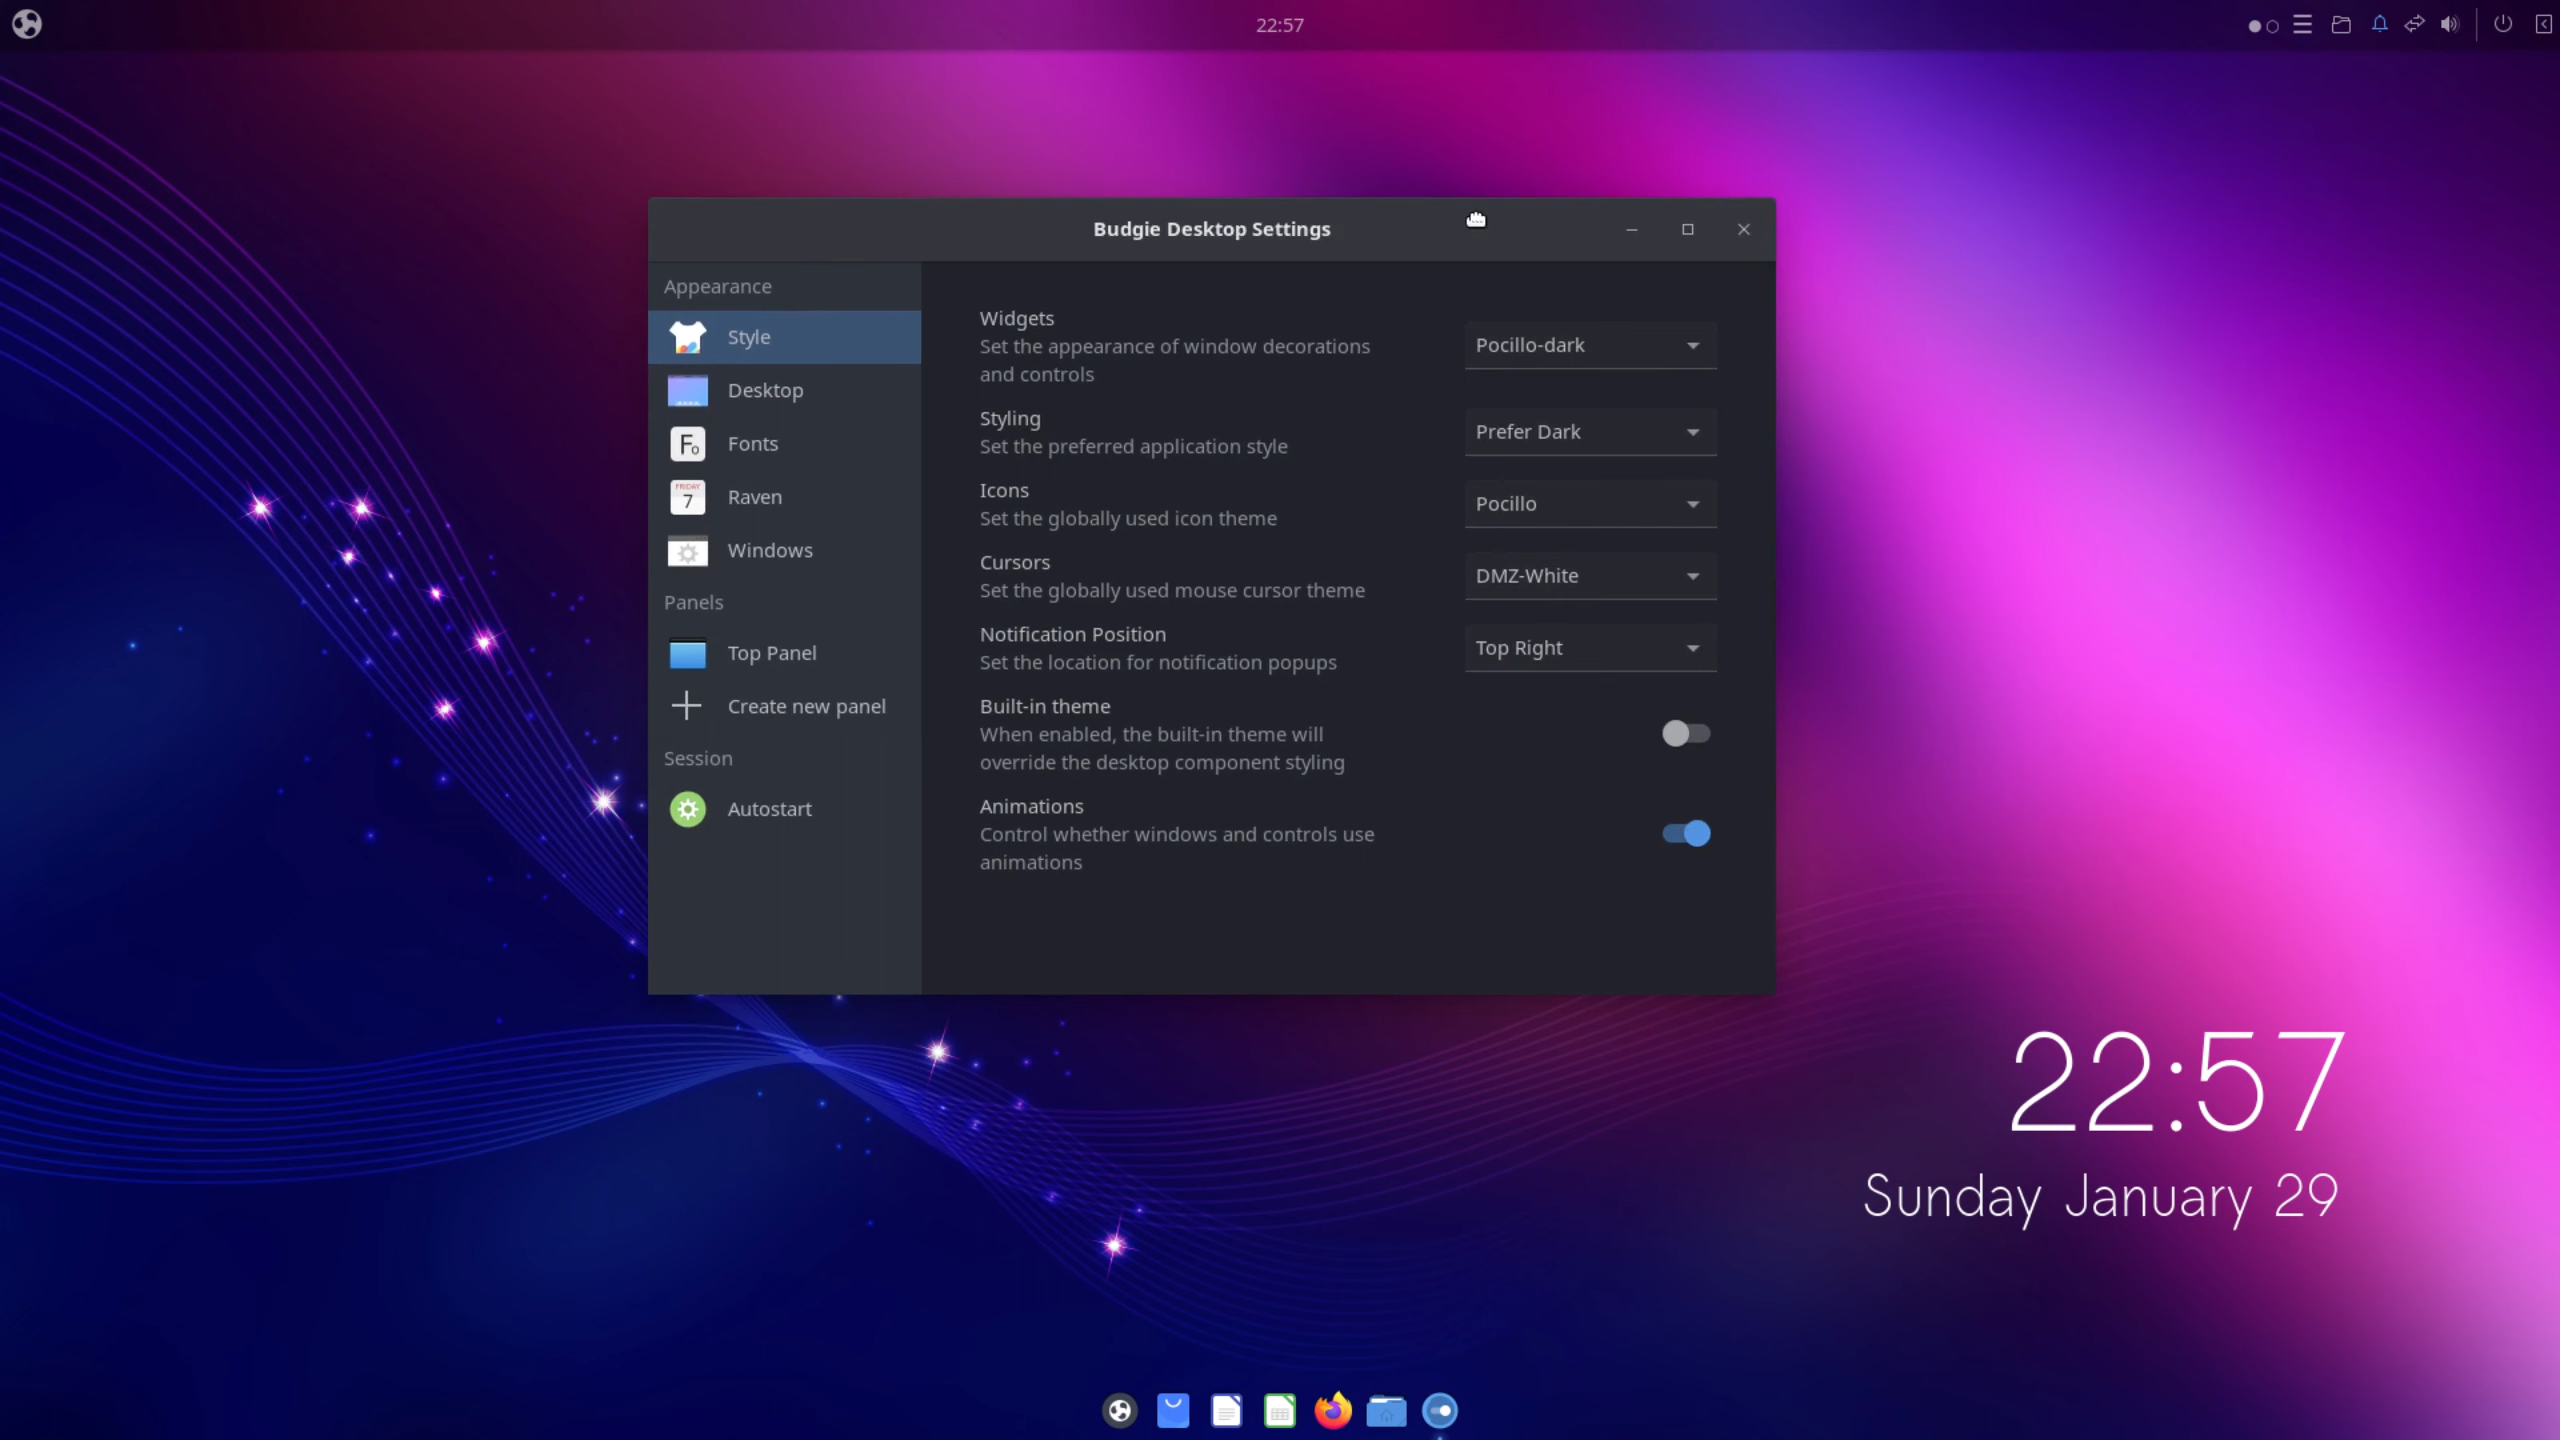 22:57
Budgie Desktop Settings
Appearance
Style
Desktop
Fo
Fonts
FRIDAY
7
Raven
Windows
Panels
Top Panel
Create new panel
Session
Autostart
Widgets
Set the appearance of window decorations
and controls
Pocillo-dark
Styling
Set the preferred application style
Prefer Dark
Icons
Set the globally used icon theme
Pocillo
Cursors
Set the globally used mouse cursor theme
DMZ-White
Notification Position
Set the location for notification popups
Top Right
Built-in theme
When enabled, the built-in theme will
override the desktop component styling
Animations
Control whether windows and controls use
animations
22:57
Sunday January 29